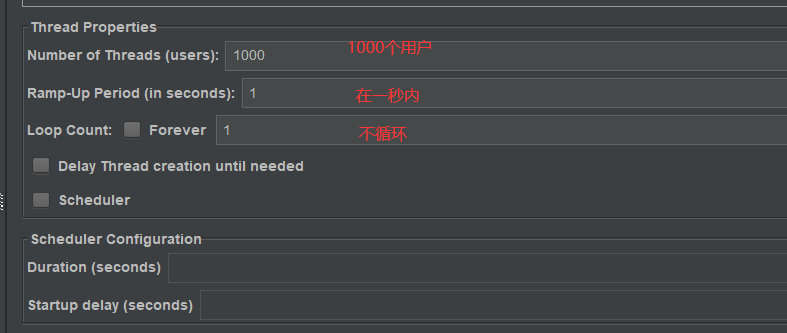 Thread Properties
Number of Threads (users): 1000 1000个用户
Ramp-Up Period (in seconds): 1 在一秒内
Loop Count: Forever 1 不循环
Delay Thread creation until needed
Scheduler
Scheduler Configuration
Duration (seconds)
Startup delay (seconds)